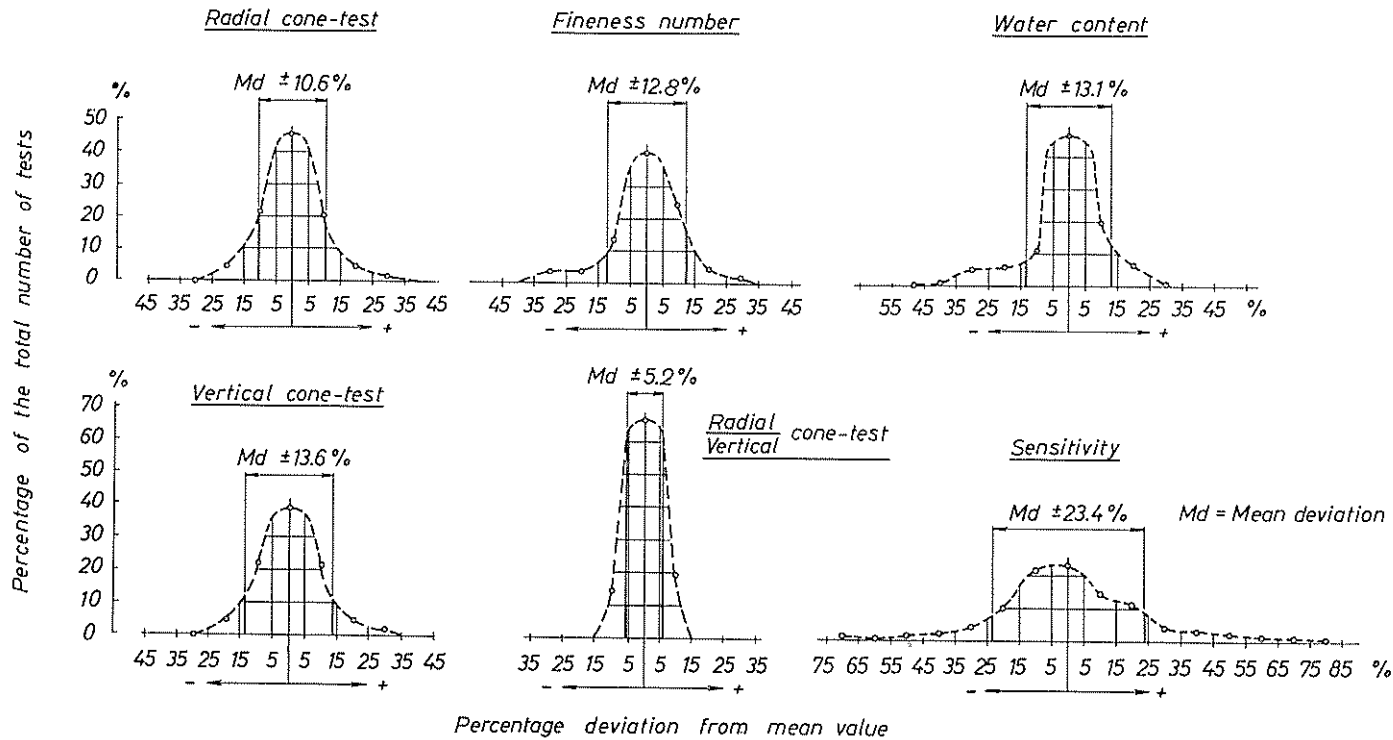 Radial cone-test
Fineness number
Water content
Md ±10.6%
Md ±12.8%
Md ±13.1%
%
50
40
30
20
10
0
45 35 25 15 5 5 15 25 35 45
45 35 25 15 5 5 15 25 35 45
55 45 35 25 15 5 5 15 25 35 45 %
- +
- +
- +
Percentage of the total number of tests
Vertical cone-test
Radial
Vertical cone-test
Sensitivity
Md ±13.6%
Md ±5.2%
Md ±23.4%
Md = Mean deviation
%
70
60
50
40
30
20
10
0
45 35 25 15 5 5 15 25 35 45
35 25 15 5 5 15 25 35
75 65 55 45 35 25 15 5 5 15 25 35 45 55 65 75 85 %
- +
- +
- +
Percentage deviation from mean value